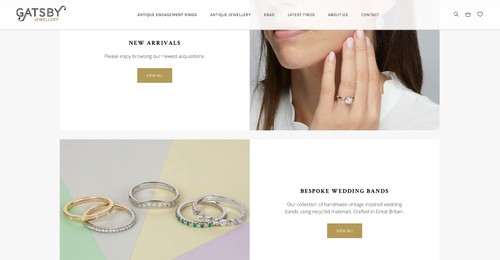 GATSBY
JEWELLERY
ANTIQUE ENGAGEMENT RINGS ANTIQUE JEWELLERY ERAS LATEST FINDS ABOUT US CONTACT
NEW ARRIVALS
Please enjoy browsing our newest acquisitions.
VIEW ALL
BESPOKE WEDDING BANDS
Our collection of handmade vintage inspired wedding
bands using recycled materials. Crafted in Great Britain.
VIEW ALL